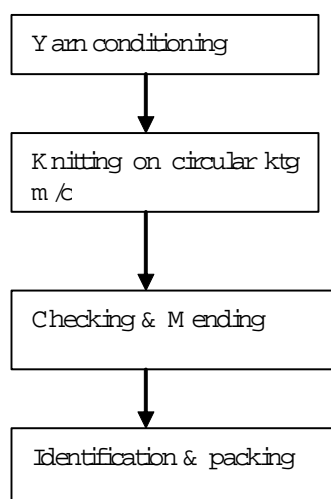 Yarn conditioning
Knitting on circular ktg
m/c
Checking & Mending
Identification & packing